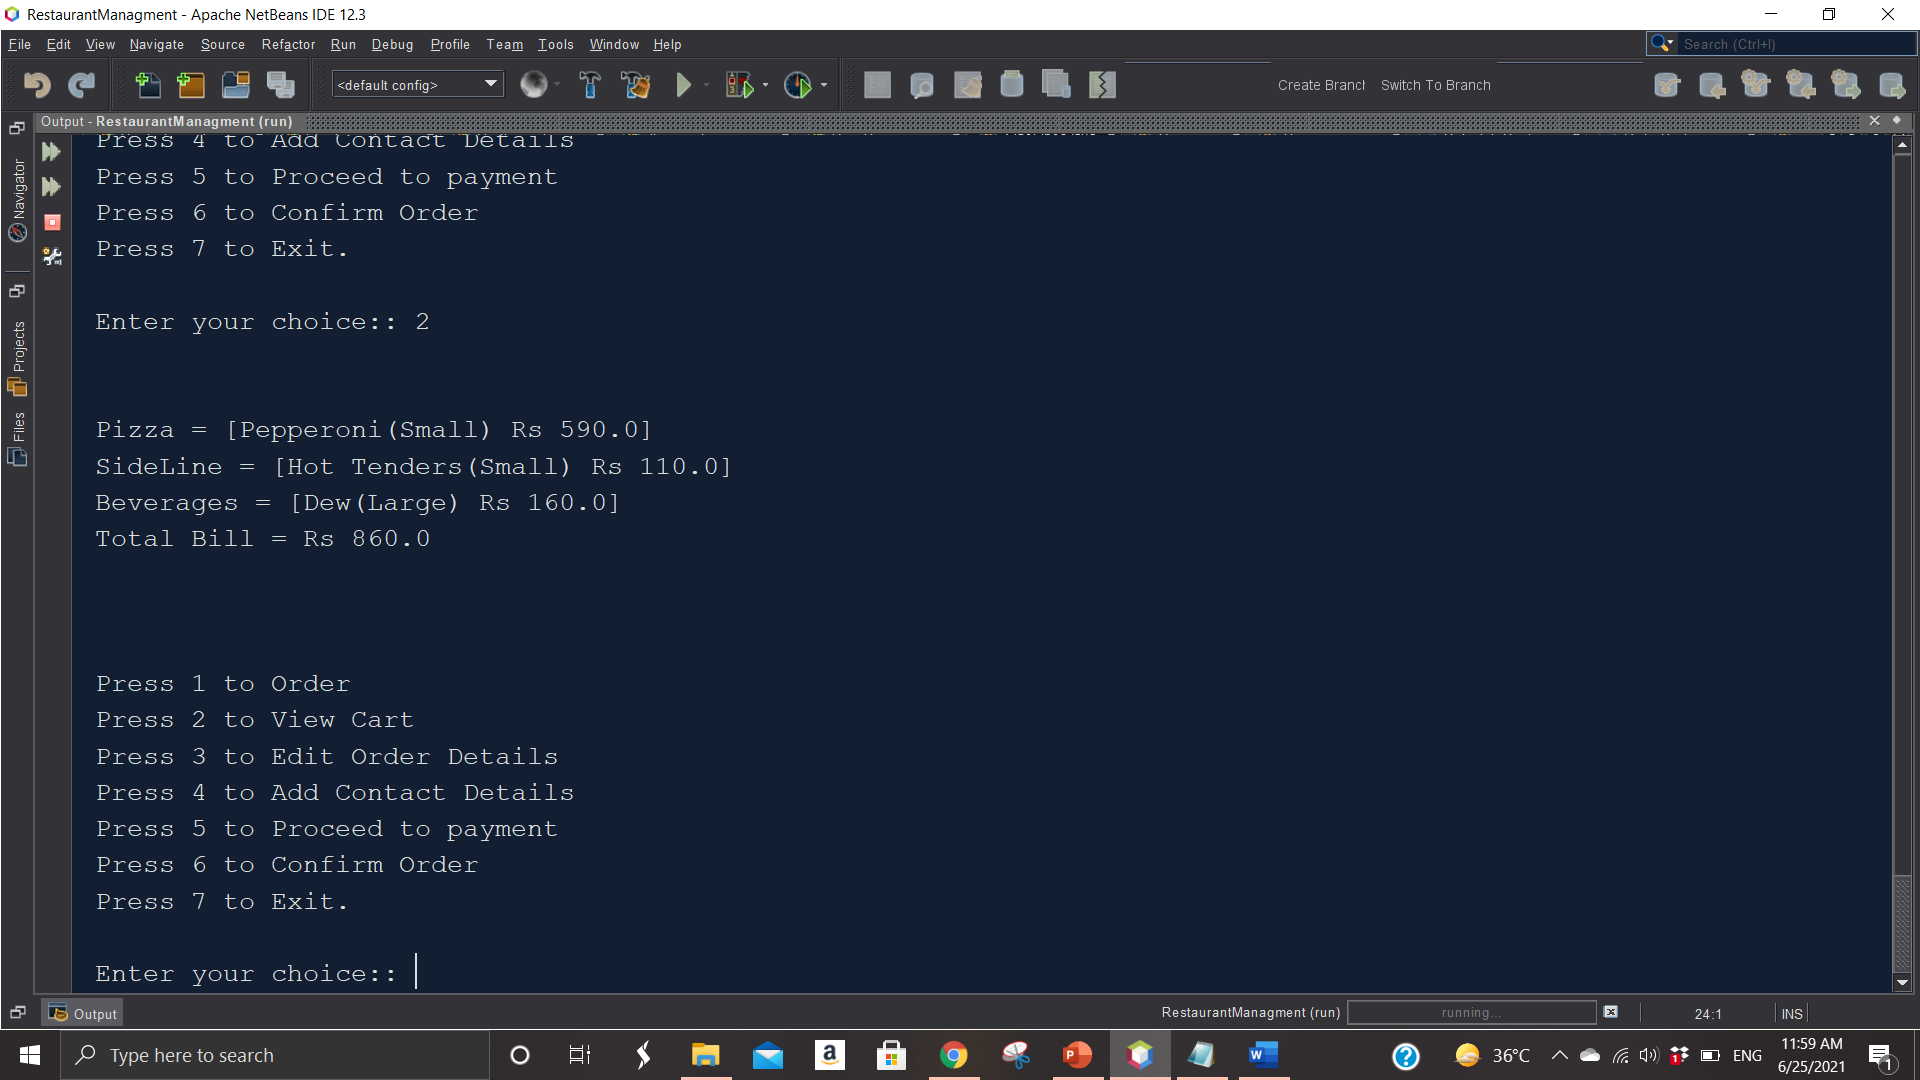 RestaurantManagment - Apache NetBeans IDE 12.3
File Edit View Navigate Source Refactor Run Debug Profile Team Tools Window Help
Search (Ctrl+I)
<default config>
Create Branch Switch To Branch
Output - RestaurantManagment (run)
Navigator
Projects
Files
Press 4 to Add Contact Details
Press 5 to Proceed to payment
Press 6 to Confirm Order
Press 7 to Exit.
Enter your choice:: 2
Pizza = [Pepperoni(Small) Rs 590.0]
SideLine = [Hot Tenders(Small) Rs 110.0]
Beverages = [Dew(Large) Rs 160.0]
Total Bill = Rs 860.0
Press 1 to Order
Press 2 to View Cart
Press 3 to Edit Order Details
Press 4 to Add Contact Details
Press 5 to Proceed to payment
Press 6 to Confirm Order
Press 7 to Exit.
Enter your choice::
Output
RestaurantManagment (run)
running...
24:1
INS
Type here to search
36°C
ENG
11:59 AM
6/25/2021
1